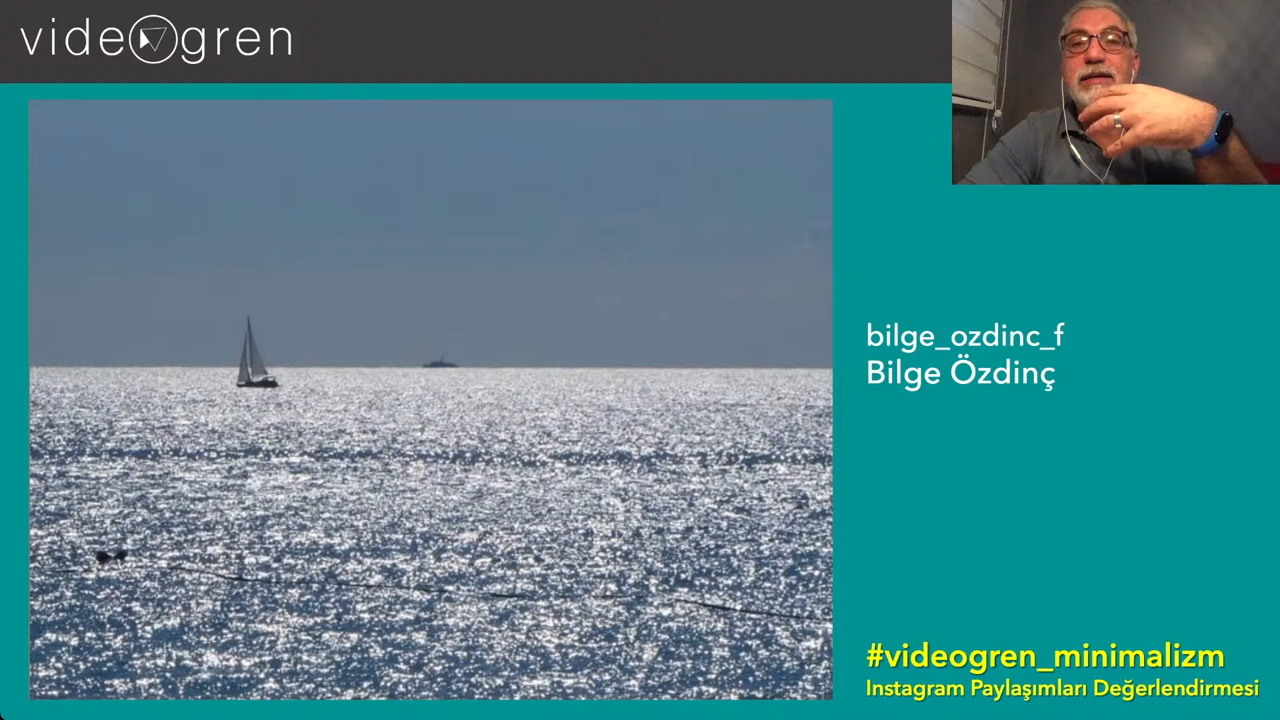 videOgren
bilge_ozdinc_f
Bilge Özdinç
#videogren_minimalizm
Instagram Paylaşımları Değerlendirmesi